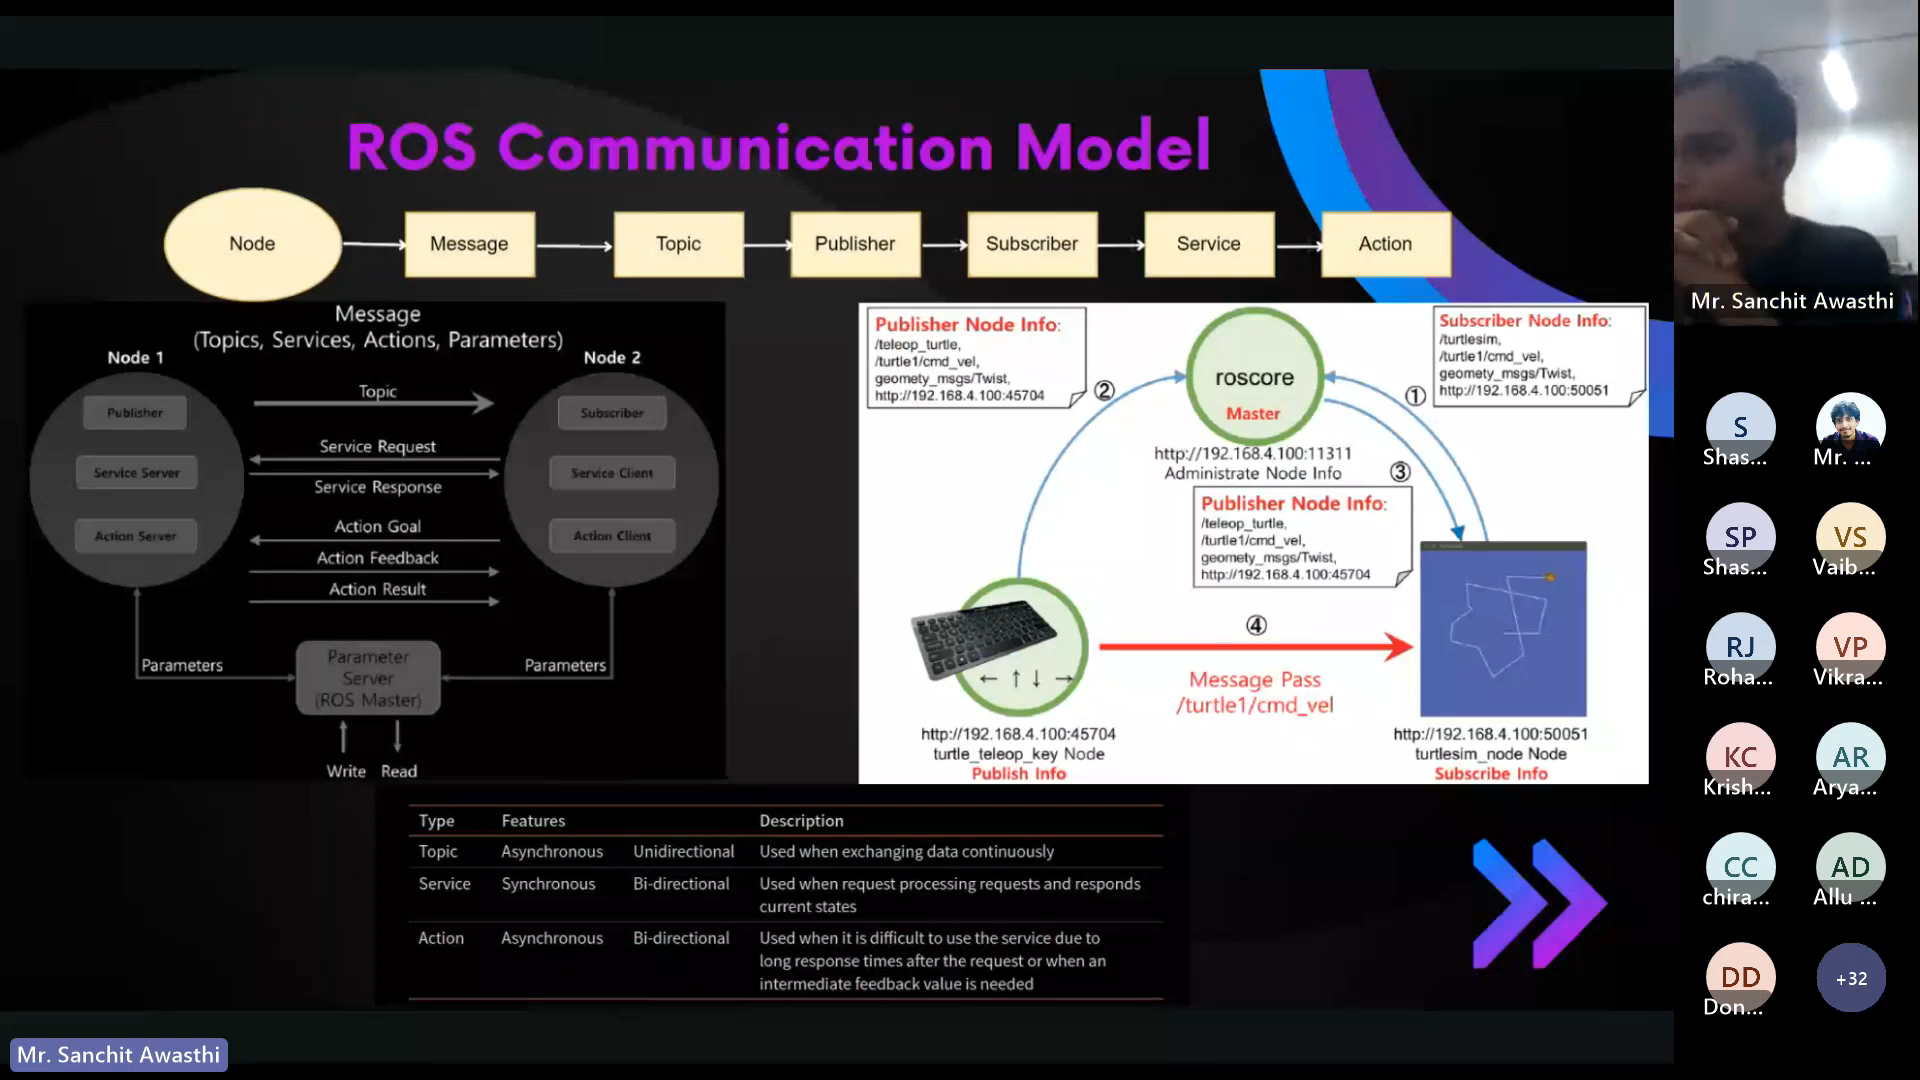 ROS Communication Model
Node
Message
Topic
Publisher
Subscriber
Service
Action
Message
(Topics, Services, Actions, Parameters)
Node 1
Node 2
Topic
Publisher
Subscriber
Service Request
Service Server
Service Client
Service Response
Action Goal
Action Server
Action Client
Action Feedback
Action Result
Parameters
Parameter
Server
(ROS Master)
Parameters
Write
Read
Publisher Node Info:
/teleop_turtle,
/turtle1/cmd_vel,
geomety_msgs/Twist,
http://192.168.4.100:45704
②
roscore
Master
http://192.168.4.100:11311
Administrate Node Info
①
Subscriber Node Info:
/turtlesim,
/turtle1/cmd_vel,
geomety_msgs/Twist,
http://192.168.4.100:50051
③
Publisher Node Info:
/teleop_turtle,
/turtle1/cmd_vel,
geomety_msgs/Twist,
http://192.168.4.100:45704
④
← ↑ ↓ →
Message Pass
/turtle1/cmd_vel
http://192.168.4.100:45704
turtle_teleop_key Node
Publish Info
http://192.168.4.100:50051
turtlesim_node Node
Subscribe Info
Type Features Description
Topic Asynchronous Unidirectional Used when exchanging data continuously
Service Synchronous Bi-directional Used when request processing requests and responds
current states
Action Asynchronous Bi-directional Used when it is difficult to use the service due to
long response times after the request or when an
intermediate feedback value is needed
Mr. Sanchit Awasthi
Mr. Sanchit Awasthi
S
Shas...
Mr. ...
SP
Shas...
VS
Vaib...
RJ
Roha...
VP
Vikra...
KC
Krish...
AR
Arya...
CC
chira...
AD
Allu ...
DD
Don...
+32